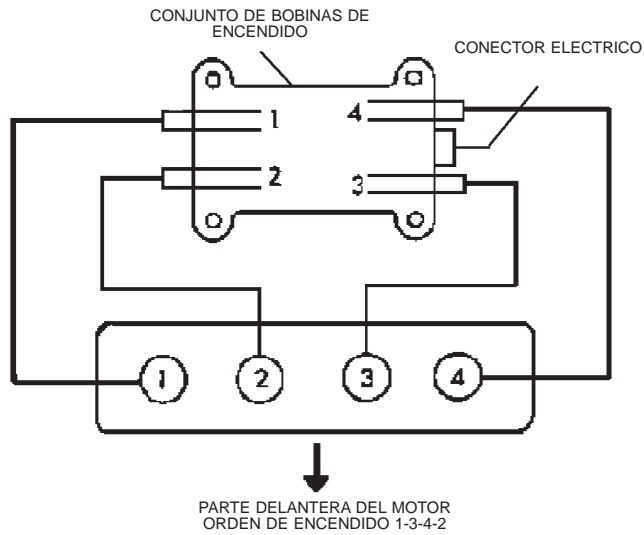 CONJUNTO DE BOBINAS DE
ENCENDIDO
CONECTOR ELECTRICO
1
4
2
3
1
2
3
4
PARTE DELANTERA DEL MOTOR
ORDEN DE ENCENDIDO 1-3-4-2